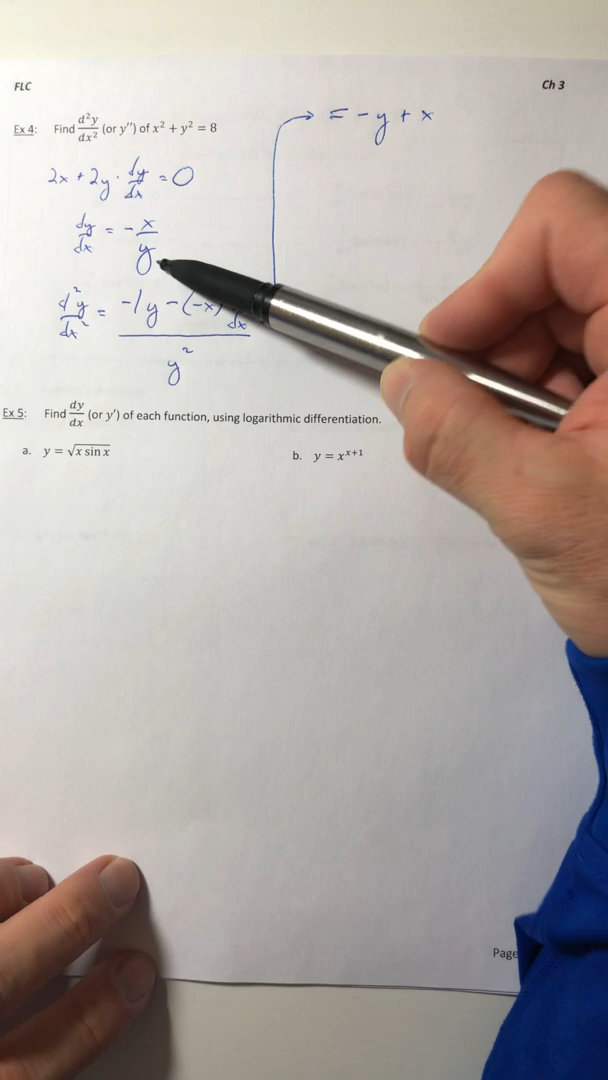 FLC Ch 3
Ex 4: Find d²y/dx² (or y'') of x² + y² = 8
= -y + x
2x + 2y · dy/dx = 0
dy/dx = -x/y
d²y/dx² = -1y - (-x) dx / y²
Ex 5: Find dy/dx (or y') of each function, using logarithmic differentiation.
a. y = √x sin x b. y = x^(x+1)
Page